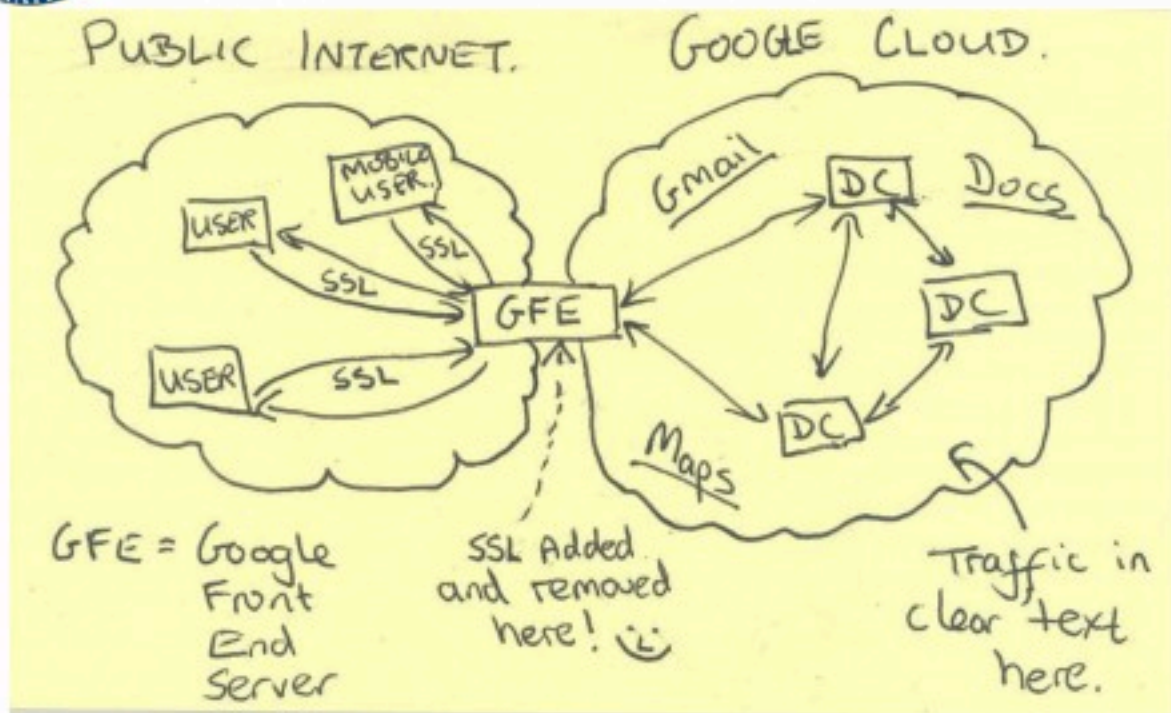 PUBLIC INTERNET.
GOOGLE CLOUD.
MOBILE
USER.
USER
SSL
SSL
GFE
USER
SSL
Gmail
DC
Docs
DC
DC
Maps
GFE = Google
Front
End
Server
SSL Added
and removed
here!
Traffic in
clear text
here.